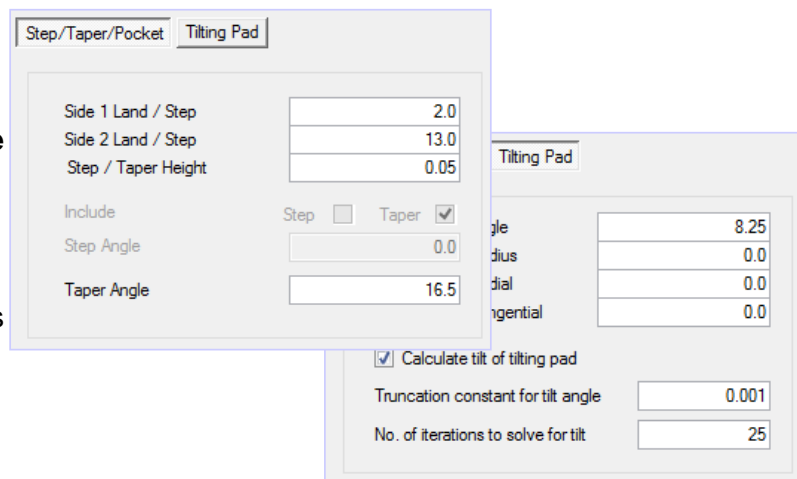 Step/Taper/Pocket Tilting Pad
Side 1 Land / Step 2.0
Side 2 Land / Step 13.0
Step / Taper Height 0.05
Include Step Taper
Step Angle 0.0
Taper Angle 16.5
e
s
Tilting Pad
gle 8.25
dius 0.0
dial 0.0
ngential 0.0
Calculate tilt of tilting pad
Truncation constant for tilt angle 0.001
No. of iterations to solve for tilt 25